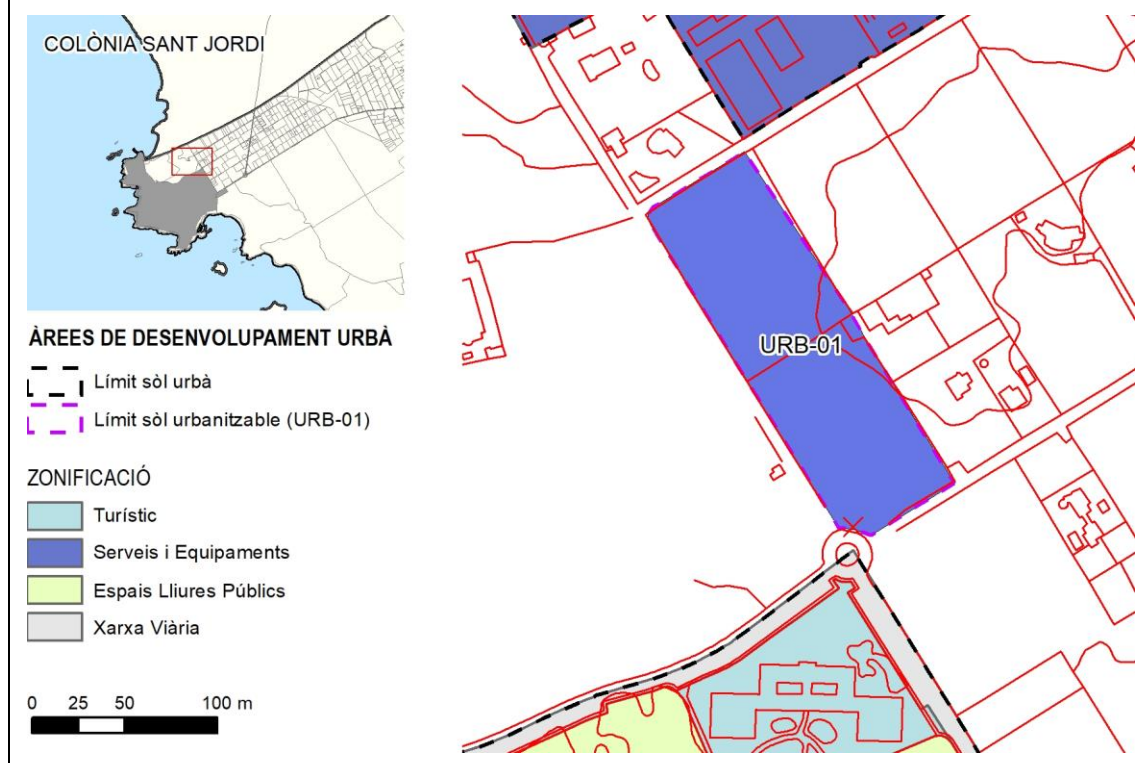 COLÒNIA SANT JORDI
ÀREES DE DESENVOLUPAMENT URBÀ
Límit sòl urbà
Límit sòl urbanitzable (URB-01)
ZONIFICACIÓ
Turístic
Serveis i Equipaments
Espais Lliures Públics
Xarxa Viària
0 25 50 100 m
URB-01